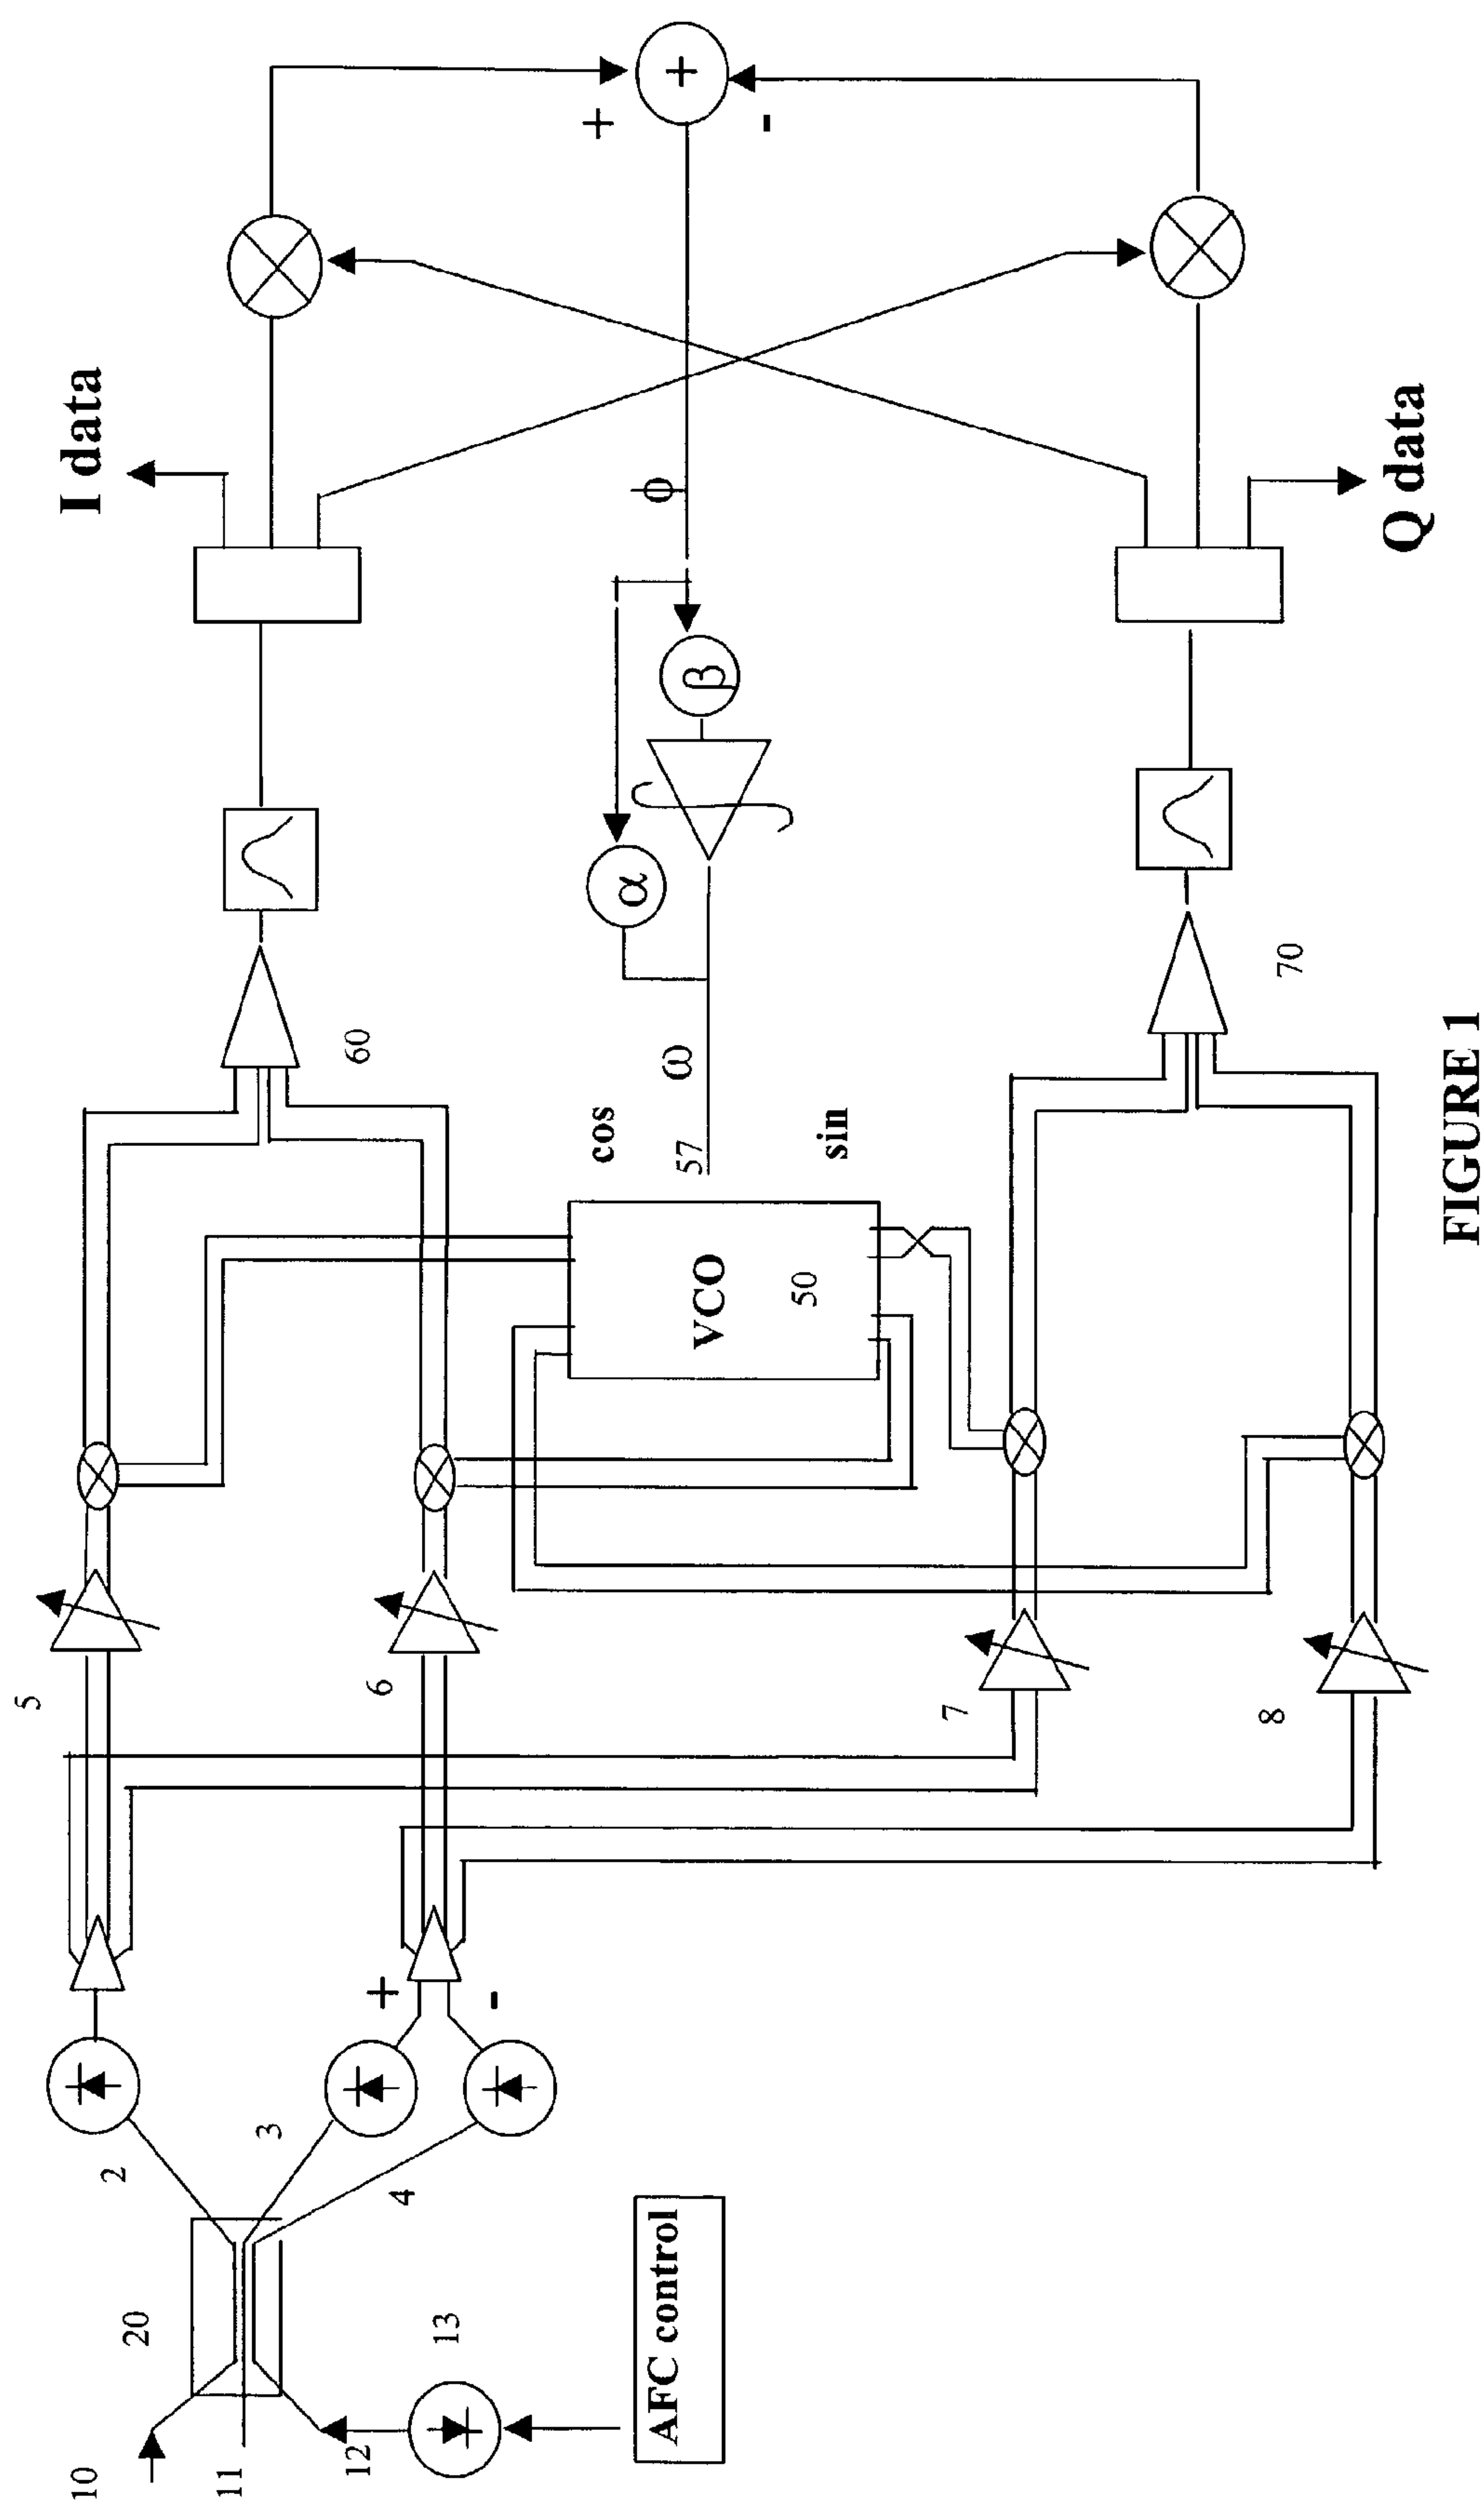 10
11
12
13
20
AFC control
2
3
4
+
-
5
6
7
8
VCO
50
57
cos
sin
ω
60
70
α
β
ϕ
I data
Q data
+
-
+
FIGURE 1